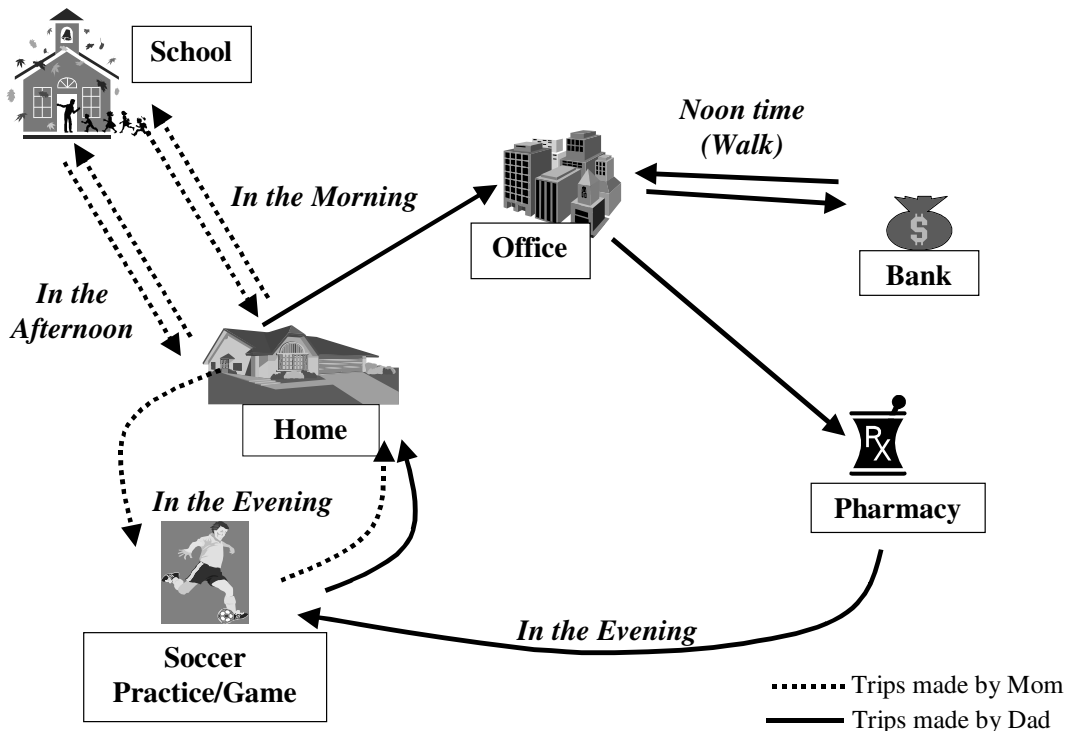 School
Noon time
(Walk)
In the Morning
Office
Bank
In the
Afternoon
Home
RX
Pharmacy
In the Evening
$
Soccer
Practice/Game
In the Evening
Trips made by Mom
Trips made by Dad